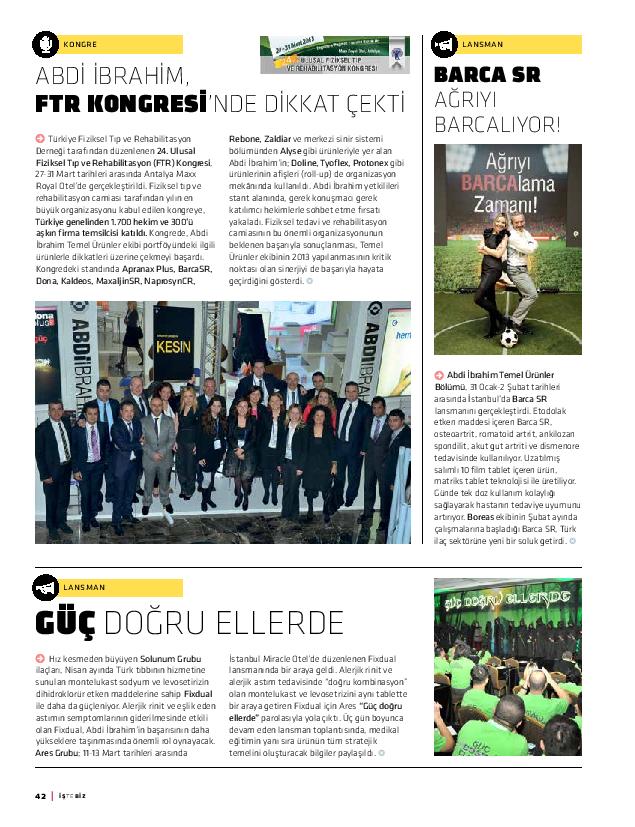 KONGRE
27-31 Mart 2013
24.
ULUSAL FİZİKSEL TIP
VE REHABİLİTASYON KONGRESİ
ABDİ İBRAHİM,
FTR KONGRESİ'NDE DİKKAT ÇEKTİ
Türkiye Fiziksel Tıp ve Rehabilitasyon
Derneği tarafından düzenlenen 24. Ulusal
Fiziksel Tıp ve Rehabilitasyon (FTR) Kongresi,
27-31 Mart tarihleri arasında Antalya Maxx
Royal Otel'de gerçekleştirildi. Fiziksel tıp ve
rehabilitasyon camiası tarafından yılın en
büyük organizasyonu kabul edilen kongreye,
Türkiye genelinden 1.700 hekim ve 300'ü
aşkın firma temsilcisi katıldı. Kongrede, Abdi
İbrahim Temel Ürünler ekibi portföyündeki ilgili
ürünlerle dikkatleri üzerine çekmeyi başardı.
Kongredeki standında Apranax Plus, BarcaSR,
Dona, Kaldeos, MaxaljinSR, NaprosynCR,
Rebone, Zaldiar ve merkezi sinir sistemi
bölümünden Alyse gibi ürünleriyle yer alan
Abdi İbrahim'in; Doline, Tyoflex, Protonex gibi
ürünlerinin afişleri (roll-up) de organizasyon
mekânında kullanıldı. Abdi İbrahim yetkilileri
stant alanında, gerek konuşmacı gerek
katılımcı hekimlerle sohbet etme fırsatı
yakaladı. Fiziksel tedavi ve rehabilitasyon
camiasının bu önemli organizasyonunun
beklenen başarıyla sonuçlanması, Temel
Ürünler ekibinin 2013 yapılanmasının kritik
noktası olan sinerjiyi de başarıyla hayata
geçirdiğini gösterdi.
KESİN
ABDİ İBRAHİM
LANSMAN
BARCA SR
AĞRIYI
BARCALIYOR!
Ağrıyı
BARCAlama
Zamanı!
Abdi İbrahim Temel Ürünler
Bölümü, 31 Ocak-2 Şubat tarihleri
arasında İstanbul'da Barca SR
lansmanını gerçekleştirdi. Etodolak
etken maddesi içeren Barca SR,
osteoartrit, romatoid artrit, ankilozan
spondilit, akut gut artriti ve dismenore
tedavisinde kullanılıyor. Uzatılmış
salımlı 10 film tablet içeren ürün,
matriks tablet teknolojisi ile üretiliyor.
Günde tek doz kullanım kolaylığı
sağlayarak hastanın tedaviye uyumunu
artırıyor. Boreas ekibinin Şubat ayında
çalışmalarına başladığı Barca SR, Türk
ilaç sektörüne yeni bir soluk getirdi.
LANSMAN
GÜÇ DOĞRU ELLERDE
Hız kesmeden büyüyen Solunum Grubu
ilaçları, Nisan ayında Türk tıbbının hizmetine
sunulan montelukast sodyum ve levosetirizin
dihidroklorür etken maddelerine sahip Fixdual
ile daha da güçleniyor. Alerjik rinit ve eşlik eden
astımın semptomlarının giderilmesinde etkili
olan Fixdual, Abdi İbrahim'in başarısının daha
yükseklere taşınmasında önemli rol oynayacak.
Ares Grubu; 11-13 Mart tarihleri arasında
İstanbul Miracle Otel'de düzenlenen Fixdual
lansmanında bir araya geldi. Alerjik rinit ve
alerjik astım tedavisinde "doğru kombinasyon"
olan montelukast ve levosetirizini aynı tablette
bir araya getiren Fixdual için Ares "Güç doğru
ellerde" parolasıyla yola çıktı. Üç gün boyunca
devam eden lansman toplantısında, medikal
eğitimin yanı sıra ürünün tüm stratejik
temelini oluşturacak bilgiler paylaşıldı.
GÜÇ DOĞRU ELLERDE
42 | İŞTE BİZ